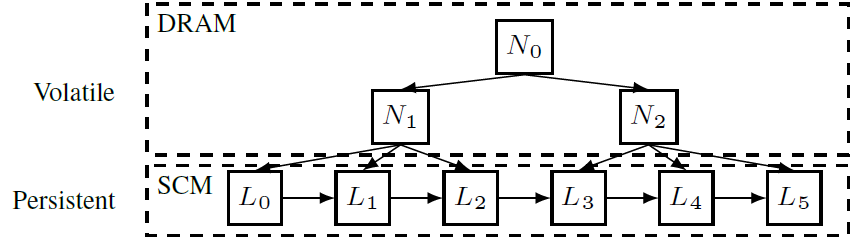 DRAM
N₀
Volatile
N₁ N₂
SCM
Persistent
L₀ L₁ L₂ L₃ L₄ L₅